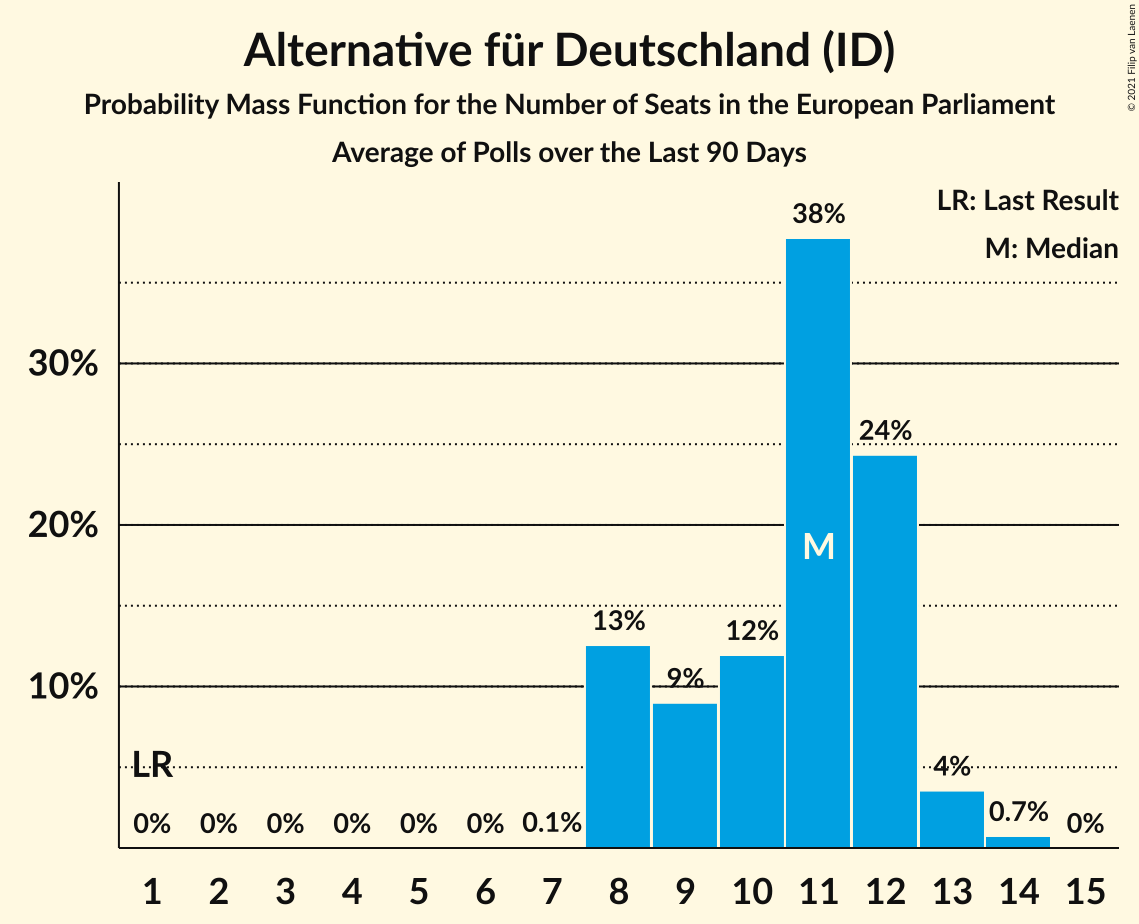 Alternative für Deutschland (ID)
Probability Mass Function for the Number of Seats in the European Parliament
Average of Polls over the Last 90 Days
© 2021 Filip van Laenen
LR: Last Result
M: Median
38%
30%
24%
20%
M
13%
12%
9%
10%
LR
4%
0%
0%
0%
0%
0%
0%
0.1%
0.7%
0%
1 2 3 4 5 6 7 8 9 10 11 12 13 14 15